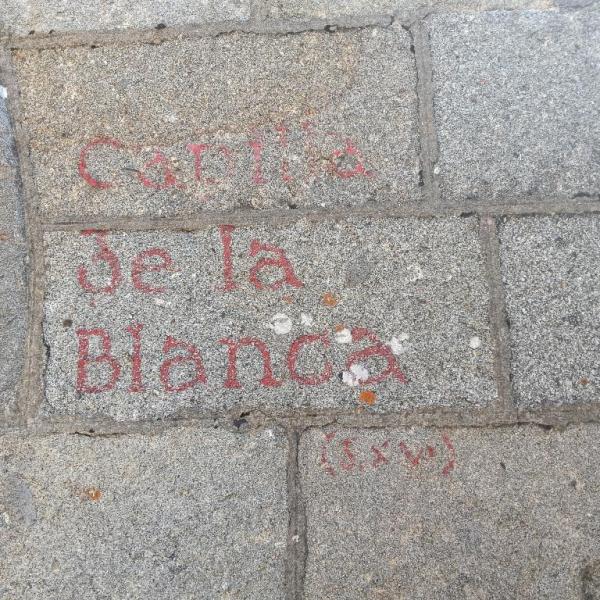 Capilla
de la
Blanca
(S. XVI)